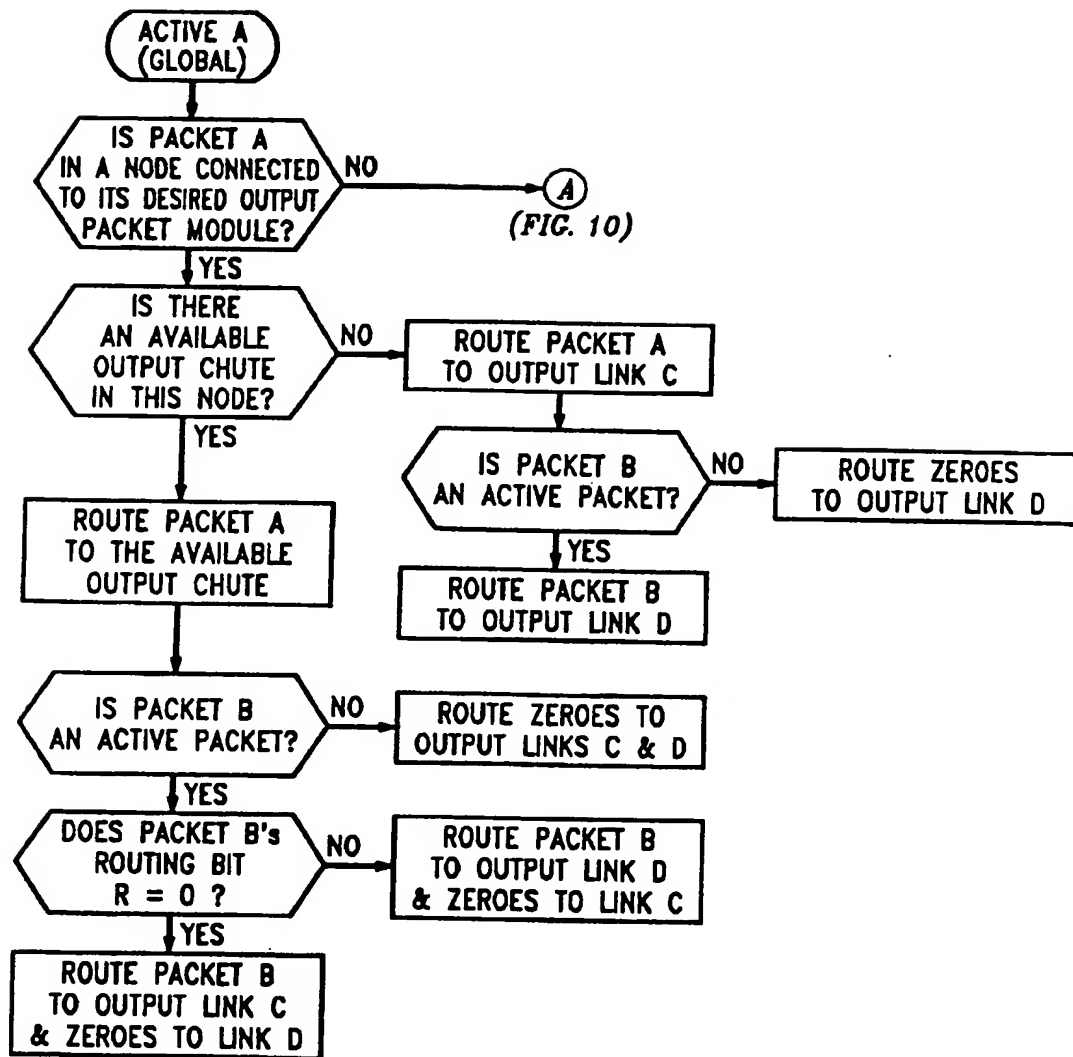 ACTIVE A
(GLOBAL)
IS PACKET A
IN A NODE CONNECTED
TO ITS DESIRED OUTPUT
PACKET MODULE?
NO
A
(FIG. 10)
YES
IS THERE
AN AVAILABLE
OUTPUT CHUTE
IN THIS NODE?
NO
ROUTE PACKET A
TO OUTPUT LINK C
YES
IS PACKET B
AN ACTIVE PACKET?
NO
ROUTE ZEROES
TO OUTPUT LINK D
YES
ROUTE PACKET B
TO OUTPUT LINK D
ROUTE PACKET A
TO THE AVAILABLE
OUTPUT CHUTE
IS PACKET B
AN ACTIVE PACKET?
NO
ROUTE ZEROES TO
OUTPUT LINKS C & D
YES
DOES PACKET B's
ROUTING BIT
R = 0 ?
NO
ROUTE PACKET B
TO OUTPUT LINK D
& ZEROES TO LINK C
YES
ROUTE PACKET B
TO OUTPUT LINK C
& ZEROES TO LINK D